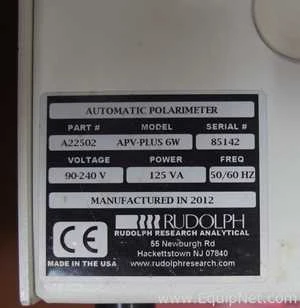 AUTOMATIC POLARIMETER
PART # MODEL SERIAL #
A22502 APV-PLUS 6W 85142
VOLTAGE POWER FREQ
90-240 V 125 VA 50/60 HZ
MANUFACTURED IN 2012
RUDOLPH
RUDOLPH RESEARCH ANALYTICAL
55 Newburgh Rd
Hackettstown NJ 07840
CE
MADE IN THE USA www.rudolphresearch.com
©EquipNet.com